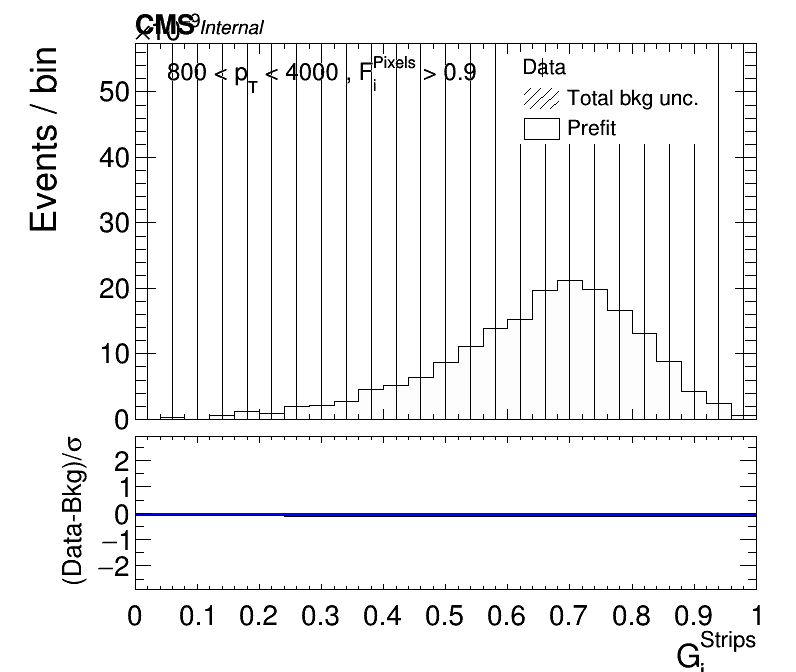 CMS Internal
×10⁹
800 < p_T < 4000 , F_i^Pixels > 0.9
Data
Total bkg unc.
Prefit
Events / bin
50
40
30
20
10
0
(Data-Bkg)/σ
2
1
0
−1
−2
0 0.1 0.2 0.3 0.4 0.5 0.6 0.7 0.8 0.9 1
G_i^Strips